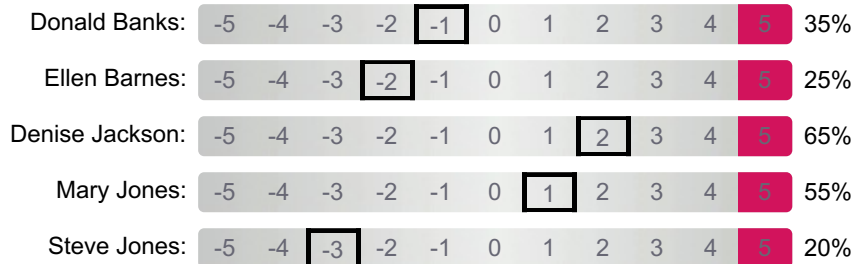 Donald Banks: -5 -4 -3 -2 -1 0 1 2 3 4 5 35%
Ellen Barnes: -5 -4 -3 -2 -1 0 1 2 3 4 5 25%
Denise Jackson: -5 -4 -3 -2 -1 0 1 2 3 4 5 65%
Mary Jones: -5 -4 -3 -2 -1 0 1 2 3 4 5 55%
Steve Jones: -5 -4 -3 -2 -1 0 1 2 3 4 5 20%